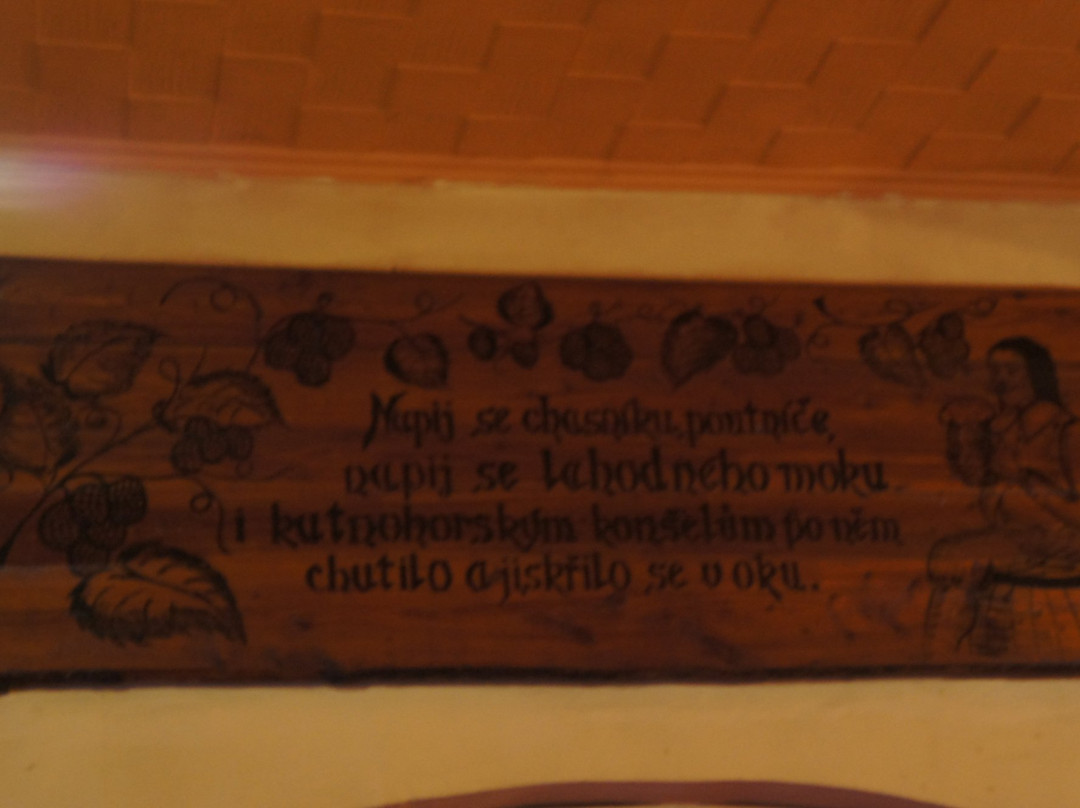 Napij se chasníku, poutníče,
napij se lahodného moku
i kutnohorským konšelům po něm
chutilo a jiskřilo se v oku.